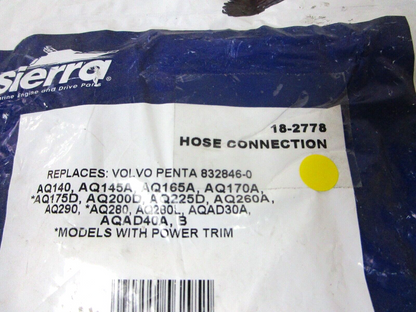 sierra
Marine Engine and Drive Parts
18-2778
HOSE CONNECTION
REPLACES: VOLVO PENTA 832846-0
AQ140, AQ145A, AQ165A, AQ170A,
*AQ175D, AQ200D, AQ225D, AQ260A,
AQ290, *AQ280, AQ280L, AQAD30A,
AQAD40A, B
*MODELS WITH POWER TRIM